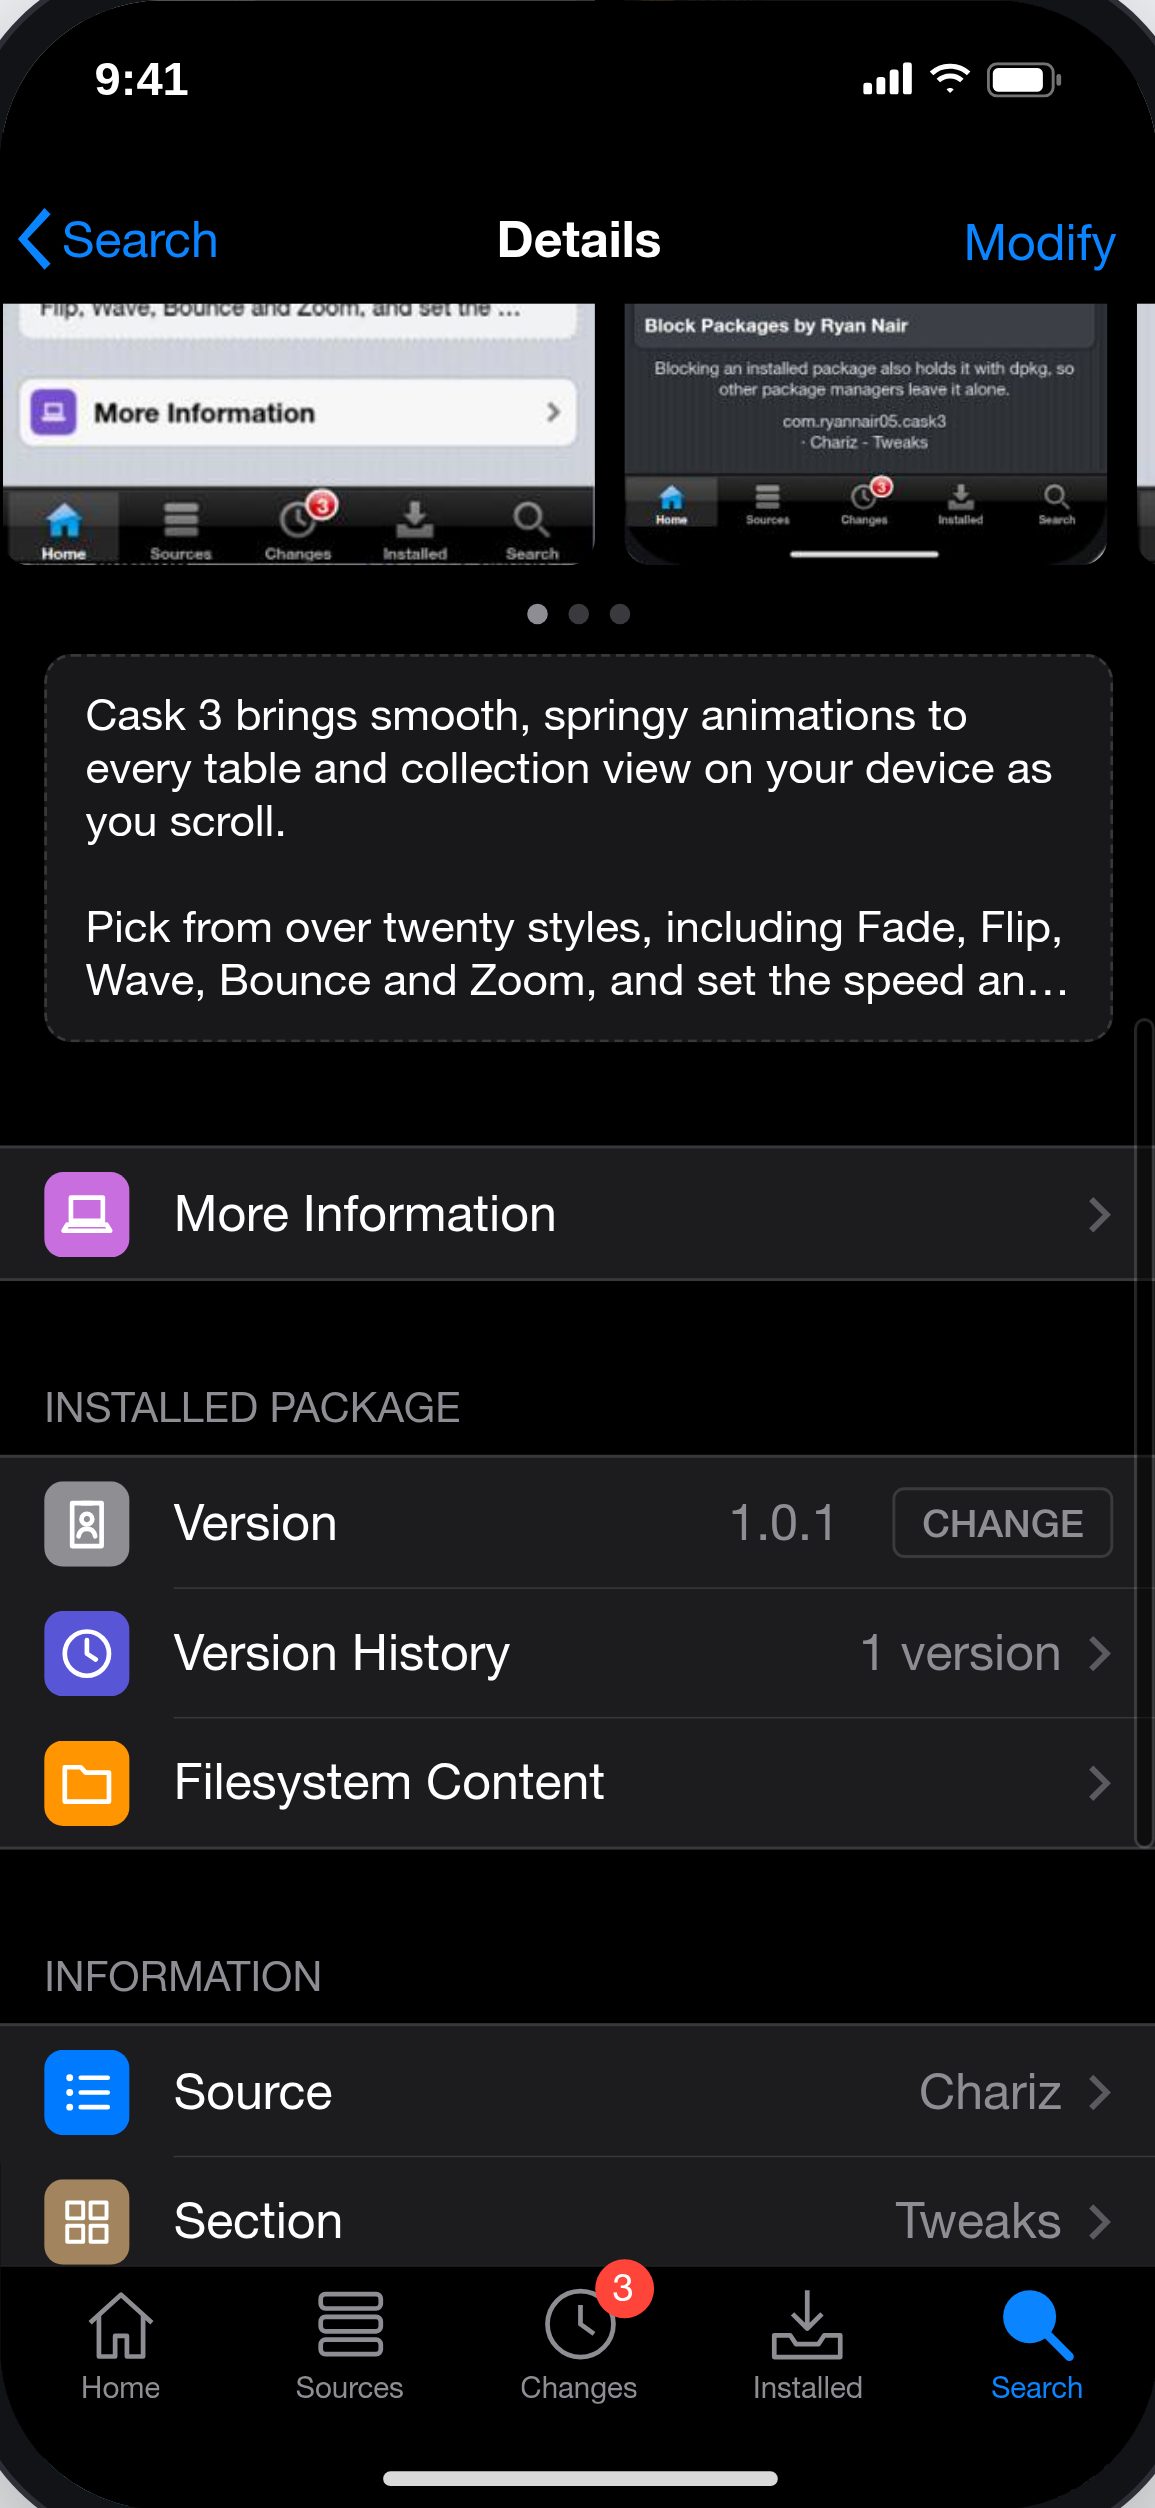 9:41
Search
Details
Modify
Flip, Wave, Bounce and Zoom, and set the ...
More Information
Home
Sources
3
Changes
Installed
Search
Block Packages by Ryan Nair
Blocking an installed package also holds it with dpkg, so
other package managers leave it alone.
com.ryannair05.cask3
· Chariz - Tweaks
Home
Sources
3
Changes
Installed
Search
Cask 3 brings smooth, springy animations to
every table and collection view on your device as
you scroll.
Pick from over twenty styles, including Fade, Flip,
Wave, Bounce and Zoom, and set the speed an...
More Information
INSTALLED PACKAGE
Version
1.0.1
CHANGE
Version History
1 version
Filesystem Content
INFORMATION
Source
Chariz
Section
Tweaks
Home
Sources
3
Changes
Installed
Search